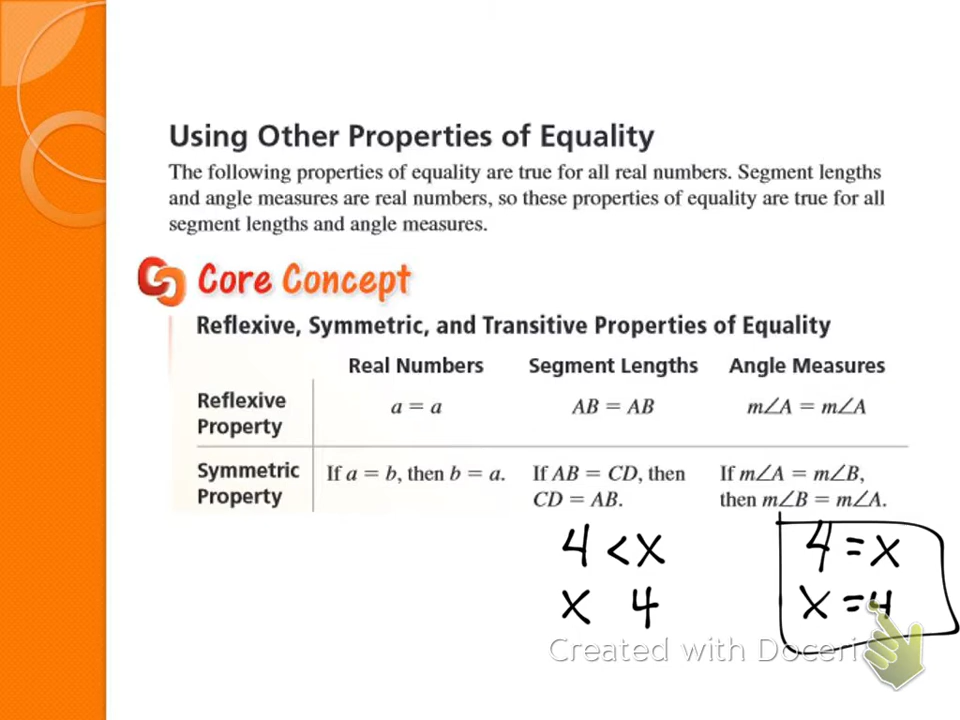 Using Other Properties of Equality
The following properties of equality are true for all real numbers. Segment lengths
and angle measures are real numbers, so these properties of equality are true for all
segment lengths and angle measures.
Core Concept
Reflexive, Symmetric, and Transitive Properties of Equality
Real Numbers Segment Lengths Angle Measures
Reflexive
Property
a = a AB = AB m∠A = m∠A
Symmetric
Property
If a = b, then b = a. If AB = CD, then
CD = AB.
If m∠A = m∠B,
then m∠B = m∠A.
4 < x
x 4
4 = x
x = 4
Created with Doceri